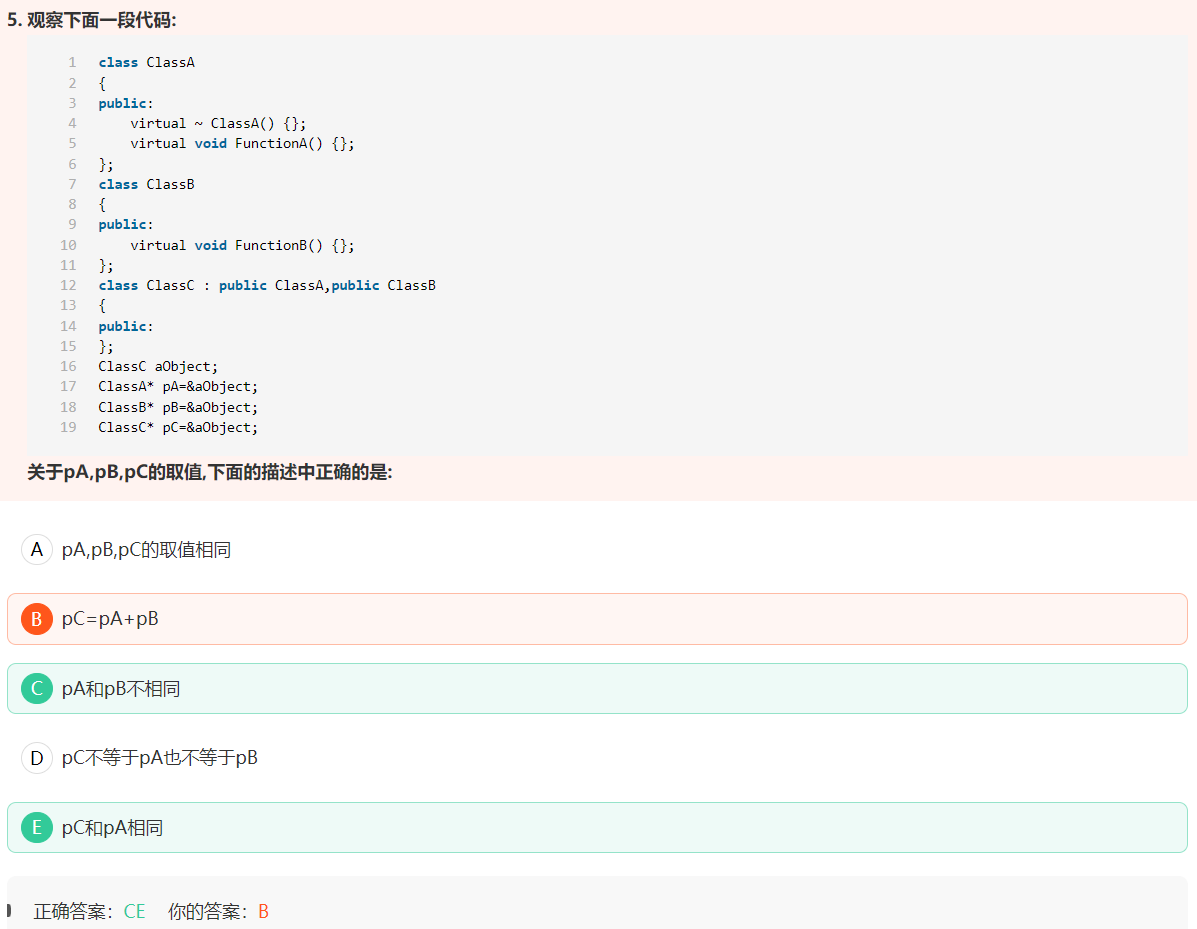 5. 观察下面一段代码:
1 class ClassA
2 {
3 public:
4     virtual ~ ClassA() {};
5     virtual void FunctionA() {};
6 };
7 class ClassB
8 {
9 public:
10     virtual void FunctionB() {};
11 };
12 class ClassC : public ClassA,public ClassB
13 {
14 public:
15 };
16 ClassC aObject;
17 ClassA* pA=&aObject;
18 ClassB* pB=&aObject;
19 ClassC* pC=&aObject;
关于pA,pB,pC的取值,下面的描述中正确的是:
A pA,pB,pC的取值相同
B pC=pA+pB
C pA和pB不相同
D pC不等于pA也不等于pB
E pC和pA相同
正确答案：CE 你的答案：B